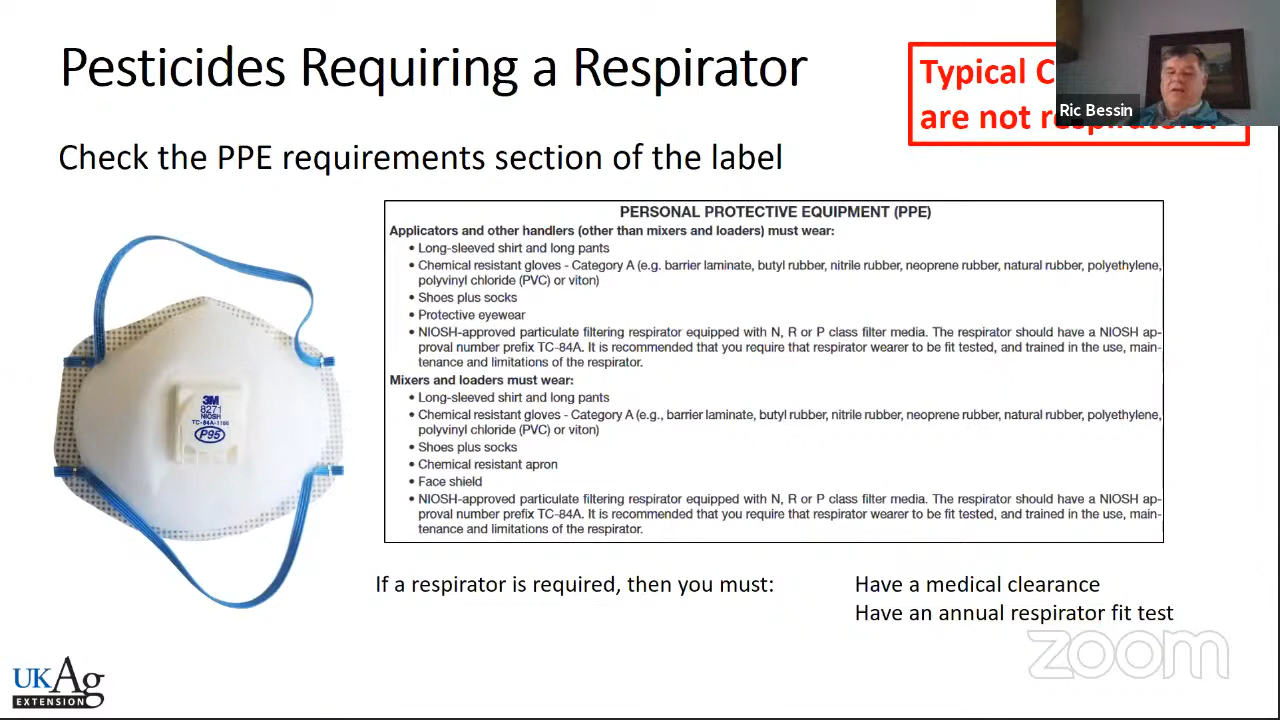 Pesticides Requiring a Respirator
Typical C
are not
Ric Bessin
Check the PPE requirements section of the label
PERSONAL PROTECTIVE EQUIPMENT (PPE)
Applicators and other handlers (other than mixers and loaders) must wear:
• Long-sleeved shirt and long pants
• Chemical resistant gloves - Category A (e.g. barrier laminate, butyl rubber, nitrile rubber, neoprene rubber, natural rubber, polyethylene,
polyvinyl chloride (PVC) or viton)
• Shoes plus socks
• Protective eyewear
• NIOSH-approved particulate filtering respirator equipped with N, R or P class filter media. The respirator should have a NIOSH ap-
proval number prefix TC-84A. It is recommended that you require that respirator wearer to be fit tested, and trained in the use, main-
tenance and limitations of the respirator.
Mixers and loaders must wear:
• Long-sleeved shirt and long pants
• Chemical resistant gloves - Category A (e.g., barrier laminate, butyl rubber, nitrile rubber, neoprene rubber, natural rubber, polyethylene,
polyvinyl chloride (PVC) or viton)
• Shoes plus socks
• Chemical resistant apron
• Face shield
• NIOSH-approved particulate filtering respirator equipped with N, R or P class filter media. The respirator should have a NIOSH ap-
proval number prefix TC-84A. It is recommended that you require that respirator wearer to be fit tested, and trained in the use, main-
tenance and limitations of the respirator.
3M
8271
NIOSH
P95
If a respirator is required, then you must:
Have a medical clearance
Have an annual respirator fit test
zoom
UKAg
EXTENSION